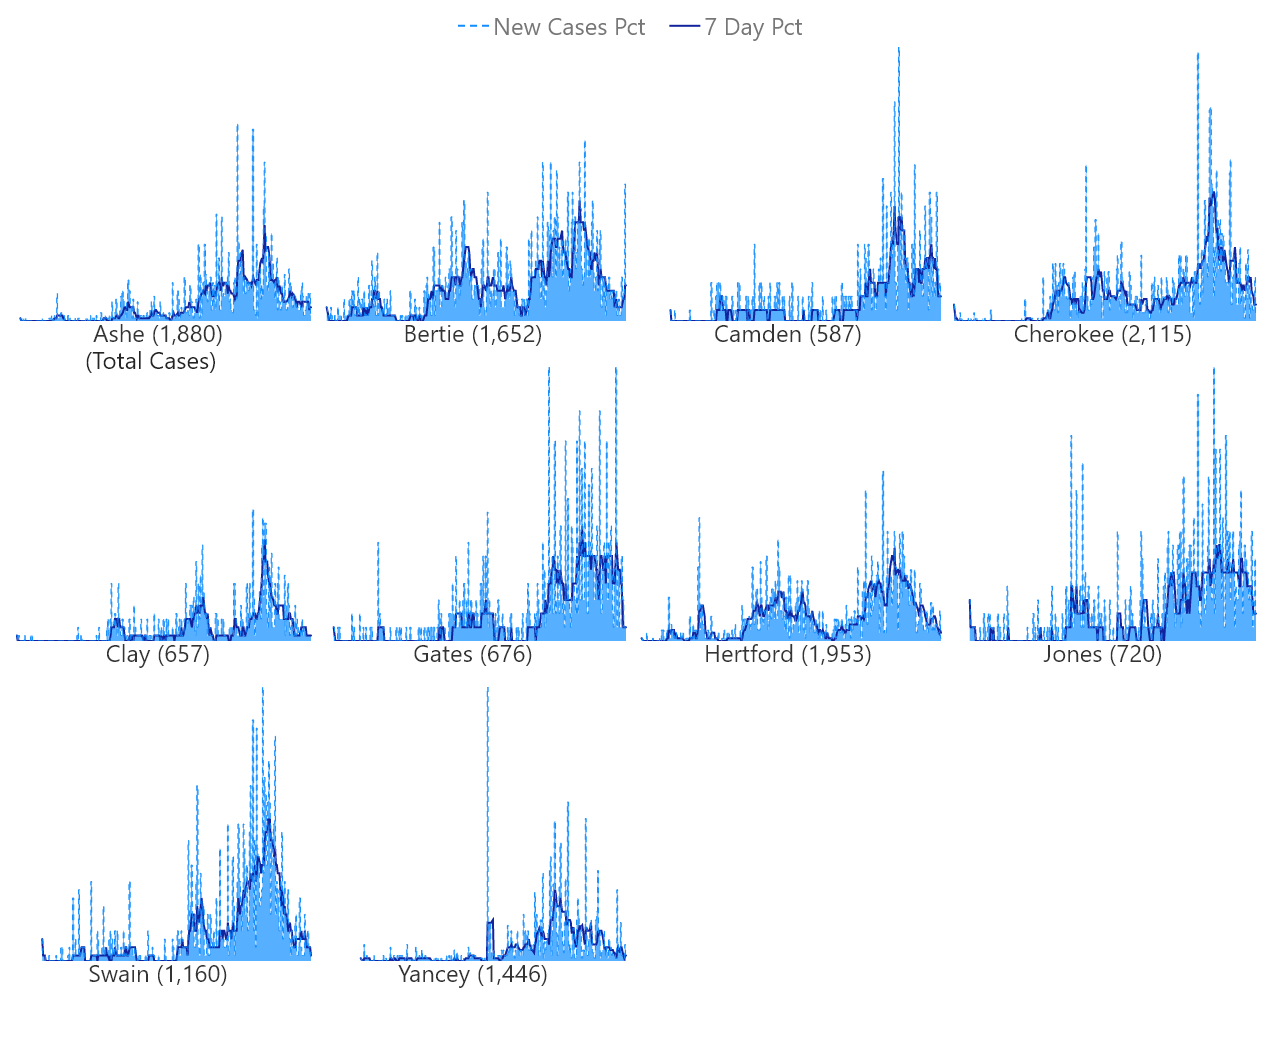 New Cases Pct 7 Day Pct
Ashe (1,880)
(Total Cases)
Bertie (1,652)
Camden (587)
Cherokee (2,115)
Clay (657)
Gates (676)
Hertford (1,953)
Jones (720)
Swain (1,160)
Yancey (1,446)